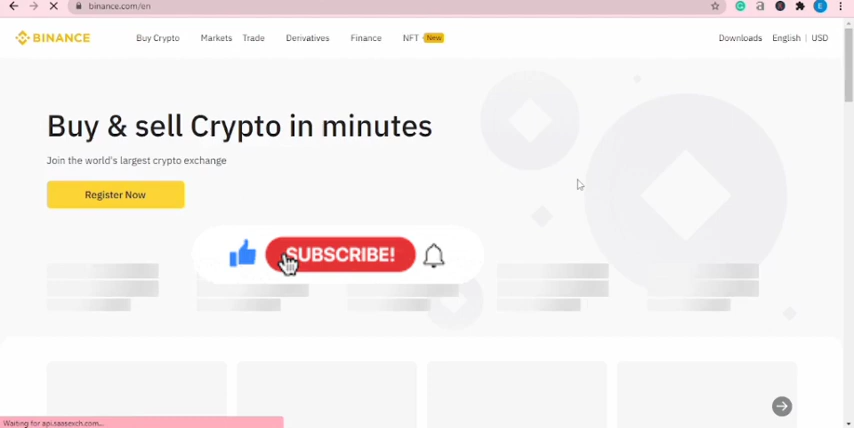 binance.com/en
BINANCE Buy Crypto Markets Trade Derivatives Finance NFT New Downloads English | USD
Buy & sell Crypto in minutes
Join the world's largest crypto exchange
Register Now
SUBSCRIBE!
Waiting for api.saasexch.com...